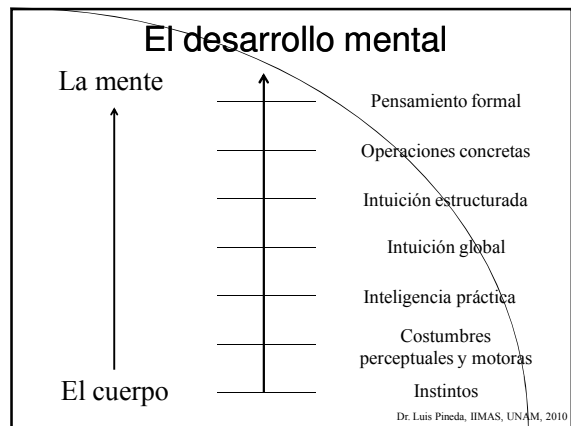 El desarrollo mental
La mente
Pensamiento formal
Operaciones concretas
Intuición estructurada
Intuición global
Inteligencia práctica
Costumbres
perceptuales y motoras
El cuerpo
Instintos
Dr. Luis Pineda, IIMAS, UNAM, 2010